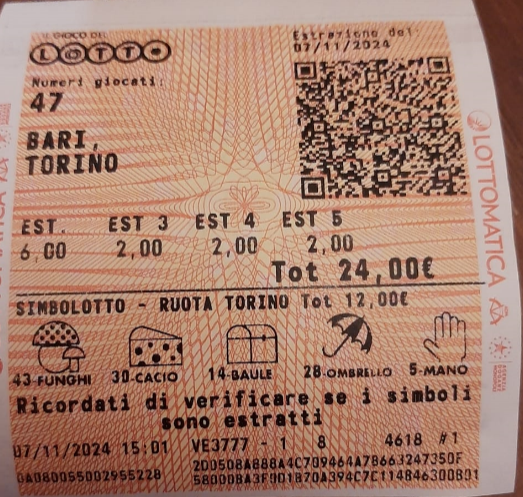 IL GIOCO DEL
LOTTO
Estrazione del:
07/11/2024
Numeri giocati:
47
BARI,
TORINO
EST. EST 3 EST 4 EST 5
6,00 2,00 2,00 2,00
Tot 24,00€
SIMBOLOTTO - RUOTA TORINO Tot 12,00€
43-FUNGHI 30-CACIO 14-BAULE 28-OMBRELLO 5-MANO
Ricordati di verificare se i simboli
sono estratti
07/11/2024 15:01 VE3777 - 1 8 4618 #1
LOTTOMATICA